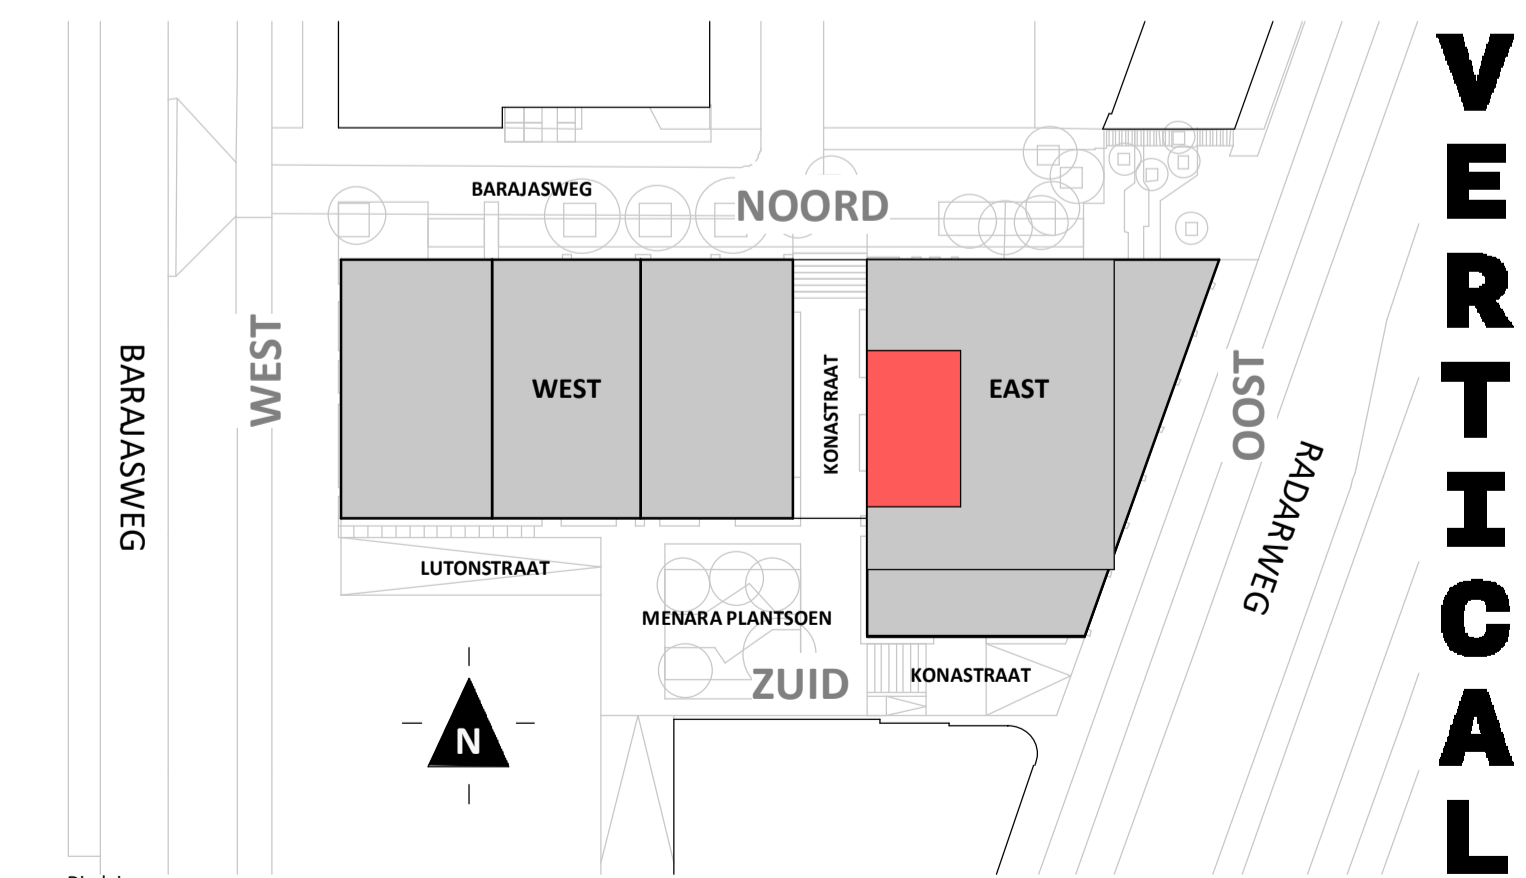 BARAJASWEG
NOORD
WEST
BARAJASWEG
WEST
KONASTRAAT
EAST
OOST
RADARWEG
LUTONSTRAAT
MENARA PLANTSOEN
ZUID
KONASTRAAT
N
VERTICAL